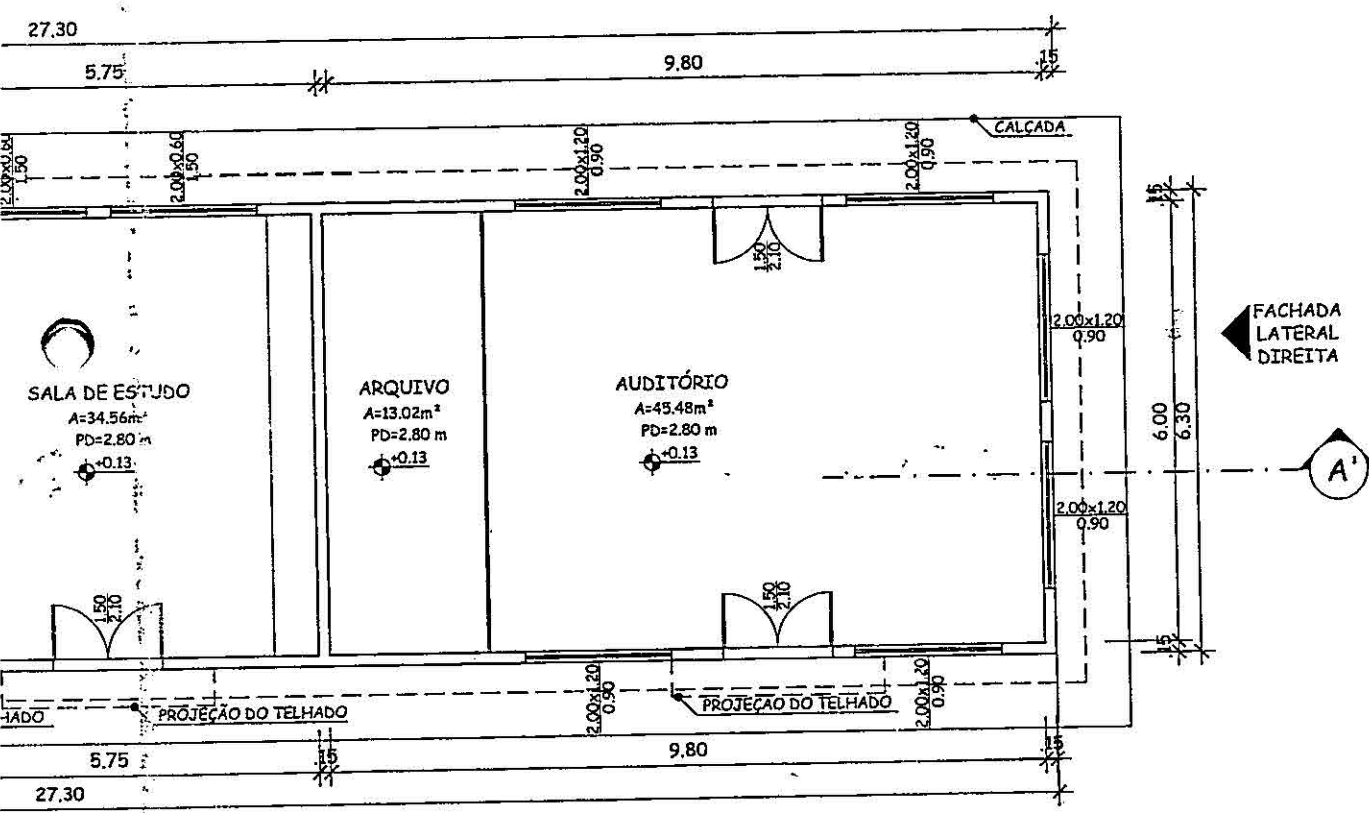 27,30
5,75
9,80
,15
CALÇADA
2,00x0,60
1,50
2,00x0,60
1,50
2,00x1,20
0,90
2,00x1,20
0,90
1,50
2,10
,15
2,00x1,20
0,90
FACHADA
LATERAL
DIREITA
SALA DE ESTUDO
A=34.56m²
PD=2.80 m
+0.13
ARQUIVO
A=13.02m²
PD=2.80 m
+0.13
AUDITÓRIO
A=45.48m²
PD=2.80 m
+0.13
6,00
6,30
A'
2,00x1,20
0,90
1,50
2,10
1,50
2,10
,15
2,00x1,20
0,90
2,00x1,20
0,90
HADO
PROJEÇÃO DO TELHADO
PROJEÇÃO DO TELHADO
5,75
,15
9,80
,15
27,30